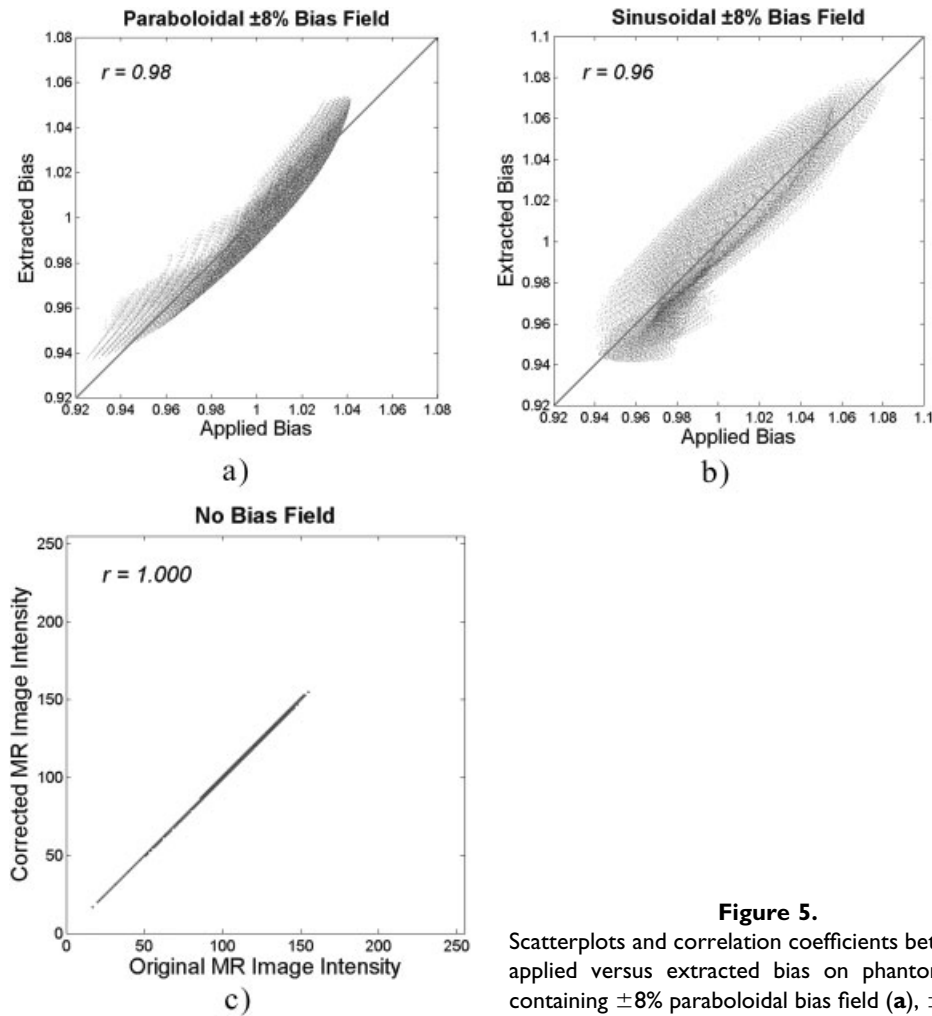 Paraboloidal ±8% Bias Field
1.08
1.06
1.04
1.02
1
0.98
0.96
0.94
0.92
r = 0.98
Extracted Bias
0.92 0.94 0.96 0.98 1 1.02 1.04 1.06 1.08
Applied Bias
a)
Sinusoidal ±8% Bias Field
1.1
1.08
1.06
1.04
1.02
1
0.98
0.96
0.94
0.92
r = 0.96
Extracted Bias
0.92 0.94 0.96 0.98 1 1.02 1.04 1.06 1.08 1.1
Applied Bias
b)
No Bias Field
250
200
150
100
50
0
r = 1.000
Corrected MR Image Intensity
0 50 100 150 200 250
Original MR Image Intensity
c)
Figure 5.
Scatterplots and correlation coefficients bet
applied versus extracted bias on phanton
containing ±8% paraboloidal bias field (a), ±